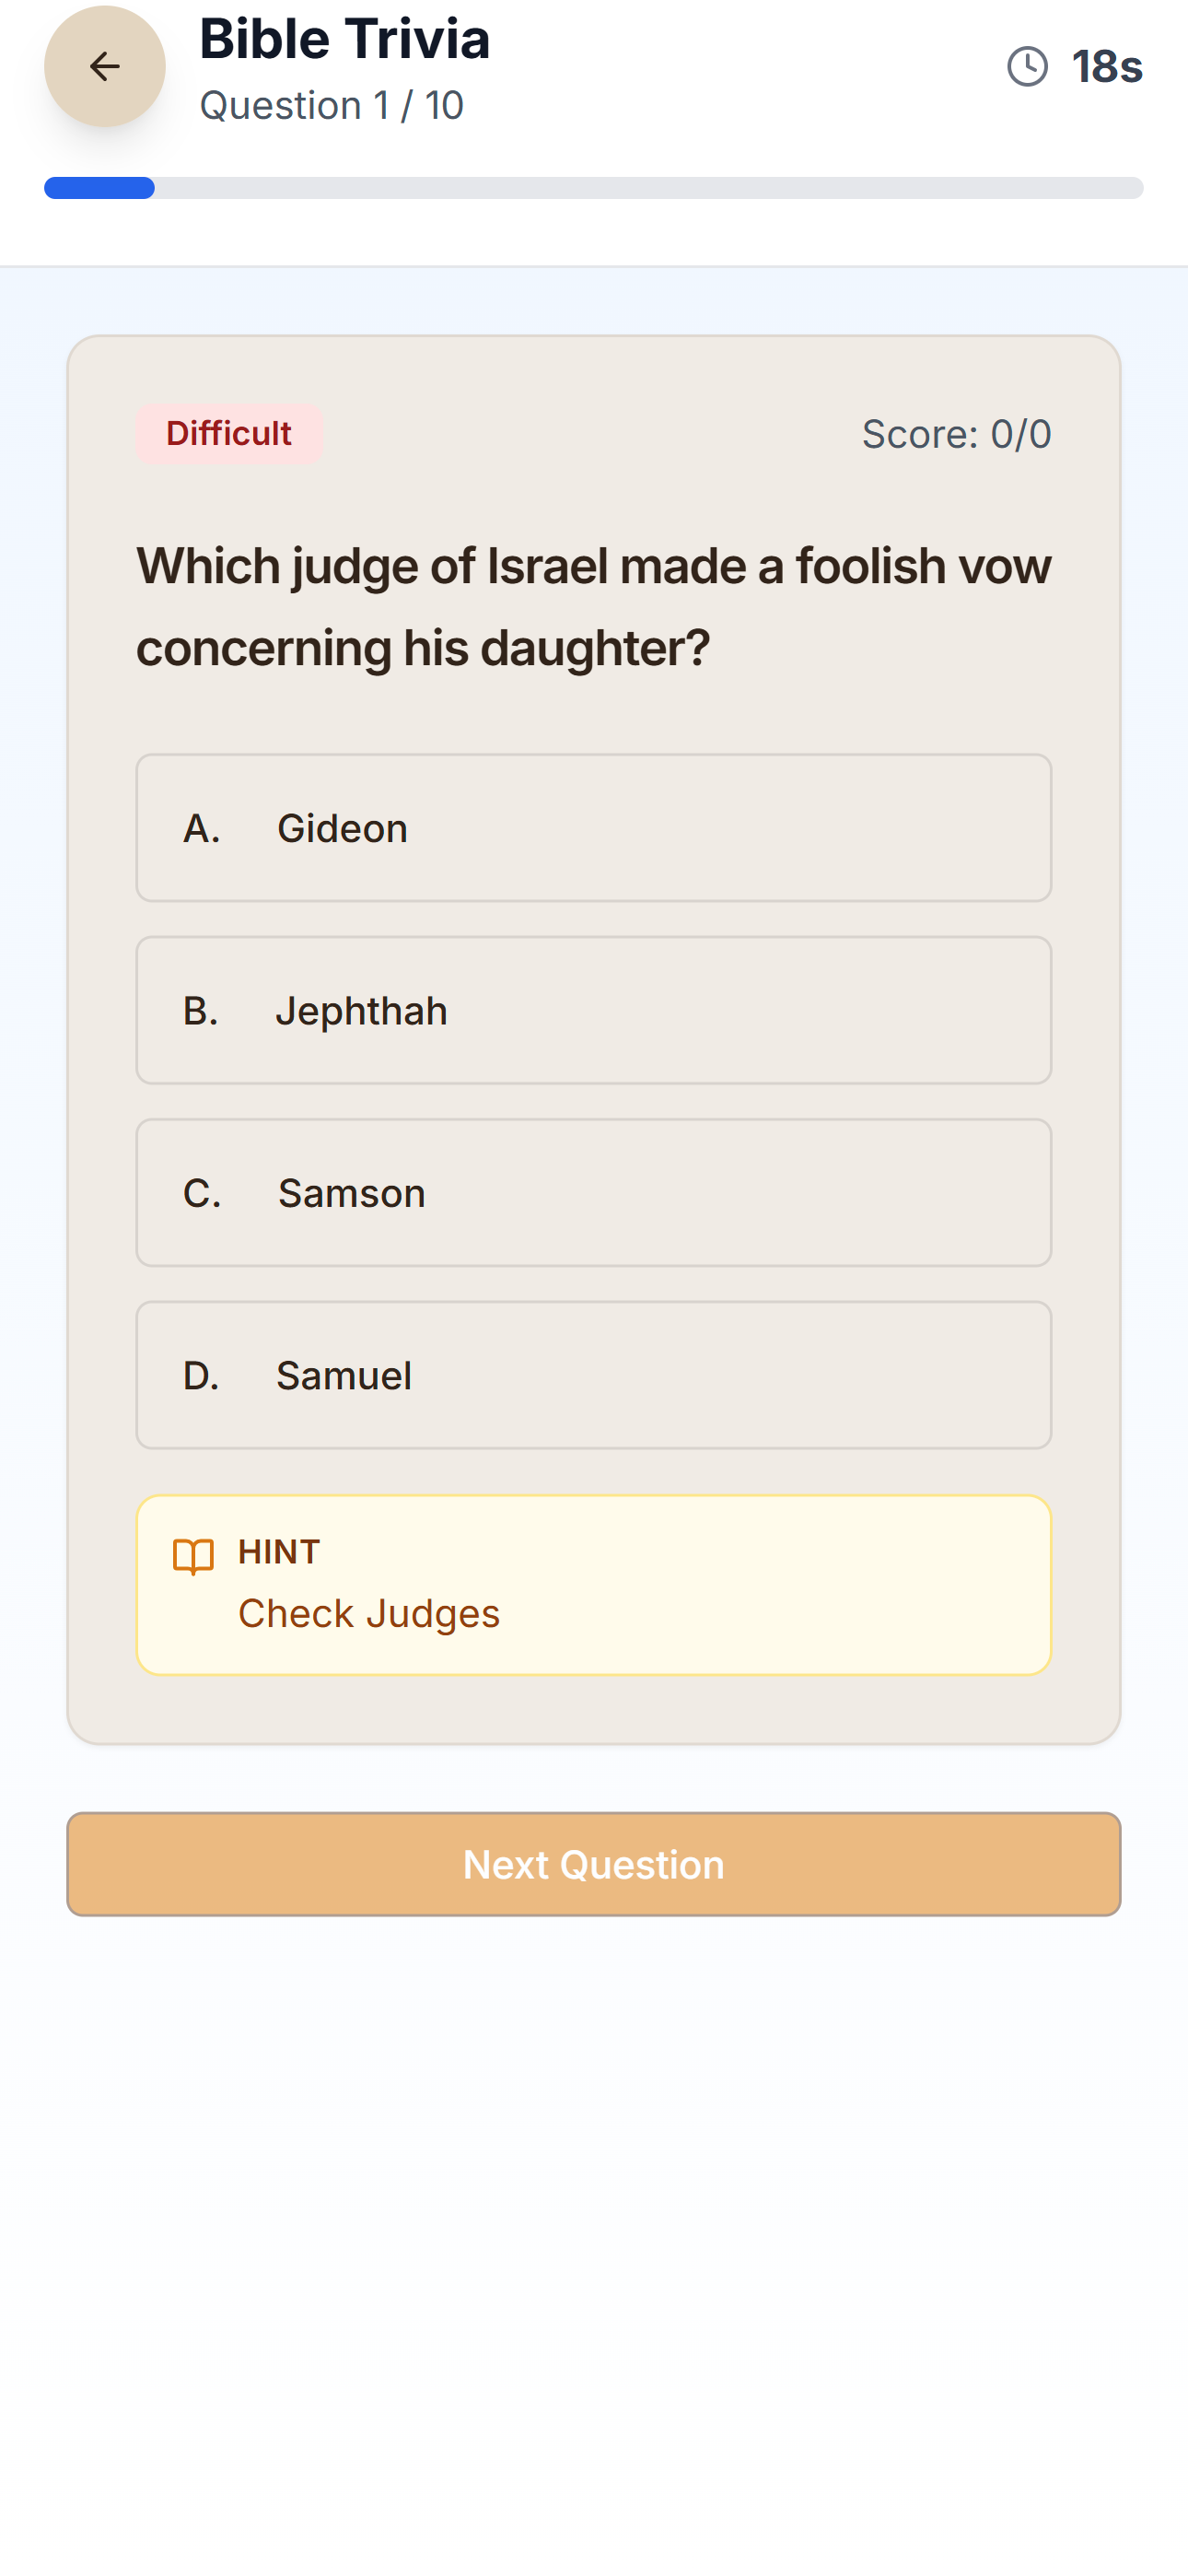 Bible Trivia
Question 1 / 10
18s
Difficult
Score: 0/0
Which judge of Israel made a foolish vow
concerning his daughter?
A. Gideon
B. Jephthah
C. Samson
D. Samuel
HINT
Check Judges
Next Question